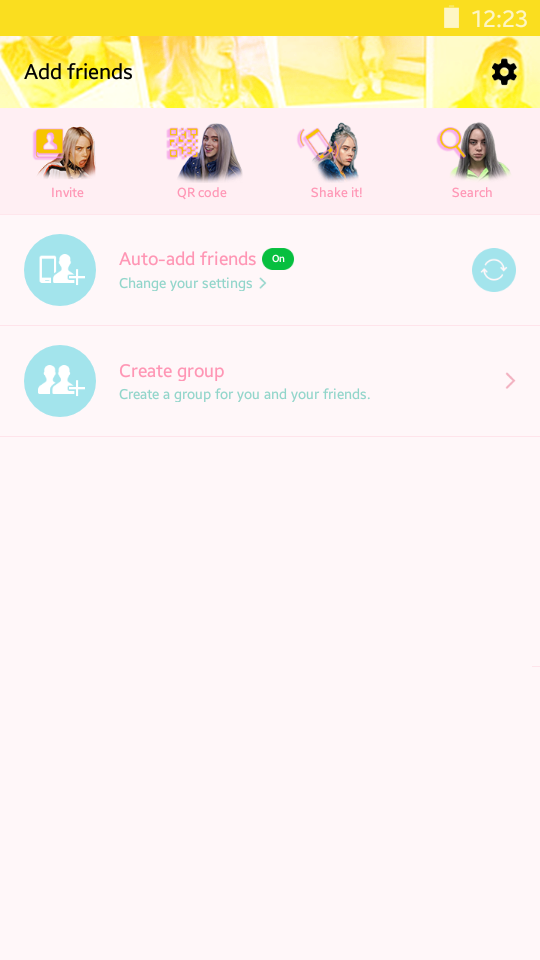 12:23
Add friends
Invite
QR code
Shake it!
Search
Auto-add friends On
Change your settings
Create group
Create a group for you and your friends.